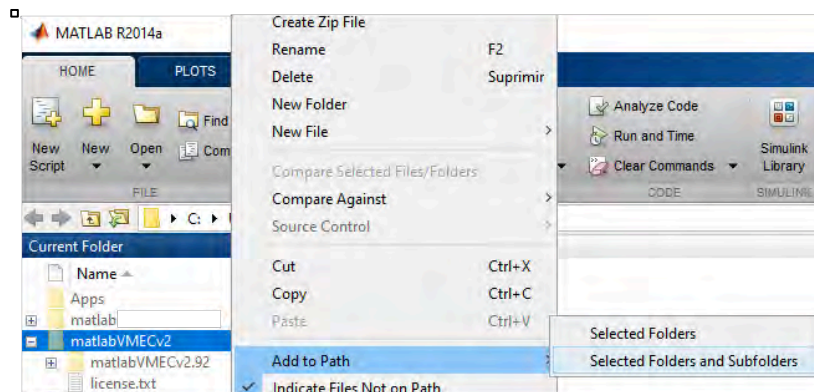 MATLAB R2014a
HOME
PLOTS
New Script
New
Open
Find
Com
FILE
C:
Current Folder
Name
Apps
matlab
matlabVMECv2
matlabVMECv2.92
license.txt
Create Zip File
Rename F2
Delete Suprimir
New Folder
New File
Compare Selected Files/Folders
Compare Against
Source Control
Cut Ctrl+X
Copy Ctrl+C
Paste Ctrl+V
Add to Path
Indicate Files Not on Path
Selected Folders
Selected Folders and Subfolders
Analyze Code
Run and Time
Clear Commands
CODE
Simulink
Library
SIMULINK